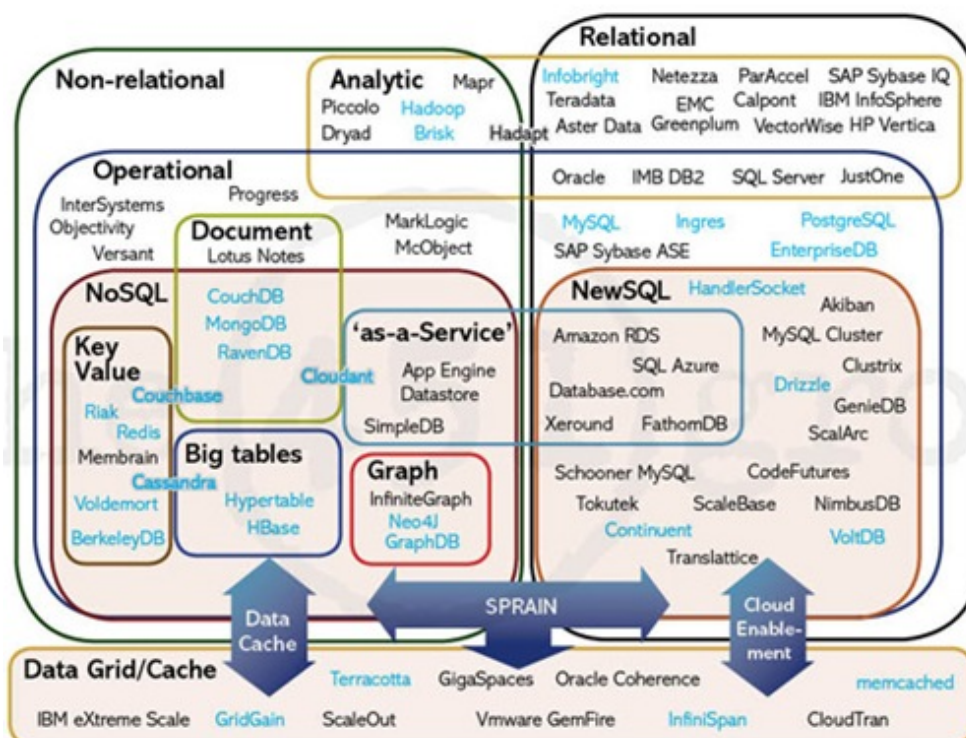 Relational
Non-relational
Analytic
Mapr
Piccolo Hadoop
Dryad Brisk Hadapt
Infobright Netezza ParAccel SAP Sybase IQ
Teradata EMC Calpont IBM InfoSphere
Aster Data Greenplum VectorWise HP Vertica
Operational
Oracle IMB DB2 SQL Server JustOne
InterSystems Progress
Objectivity
Versant
MarkLogic
McObject
MySQL Ingres PostgreSQL
SAP Sybase ASE EnterpriseDB
Document
Lotus Notes
NoSQL
CouchDB
MongoDB
RavenDB
Cloudant
Key
Value
Couchbase
Riak
Redis
Membrain
Cassandra
Voldemort
BerkeleyDB
Big tables
Hypertable
HBase
'as-a-Service'
App Engine
Datastore
SimpleDB
Graph
InfiniteGraph
Neo4J
GraphDB
NewSQL HandlerSocket
Akiban
Amazon RDS MySQL Cluster
SQL Azure Clustrix
Database.com Drizzle
GenieDB
Xeround FathomDB ScalArc
Schooner MySQL CodeFutures
Tokutek ScaleBase NimbusDB
Continuent VoltDB
Translattice
Data
Cache
SPRAIN
Cloud
Enable-
ment
Data Grid/Cache
Terracotta GigaSpaces Oracle Coherence memcached
IBM eXtreme Scale GridGain ScaleOut Vmware GemFire InfiniSpan CloudTran